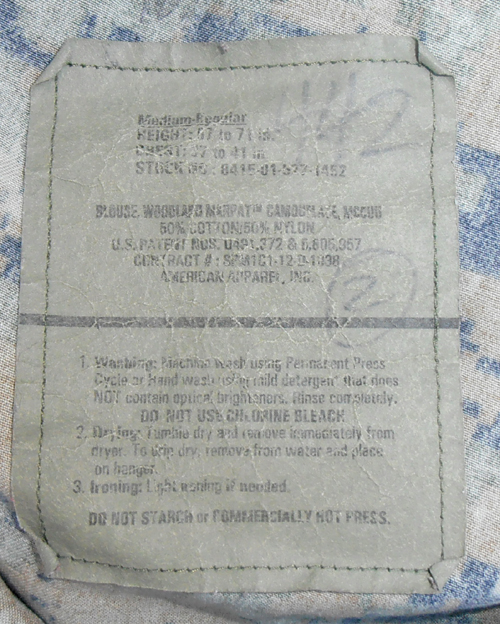 Medium-Regular
HEIGHT: 67 to 71 in.
CHEST: 37 to 41 in
STOCK NO.: 8415-01-527-1452
BLOUSE, WOODLAND MARPAT™ CAMOUFLAGE, MCCUU
50% COTTON/50% NYLON
U.S. PATENT NOS. D491,372 & 6,805,957
CONTRACT # : SPM1C1-12-D-1038
AMERICAN APPAREL, INC.
1. Washing: Machine wash using Permanent Press
Cycle or Hand wash using mild detergent that does
NOT contain optical brighteners. Rinse completely.
DO NOT USE CHLORINE BLEACH
2. Drying: Tumble dry and remove immediately from
dryer. To drip dry, remove from water and place
on hanger.
3. Ironing: Light ironing if needed.
DO NOT STARCH or COMMERCIALLY HOT PRESS.